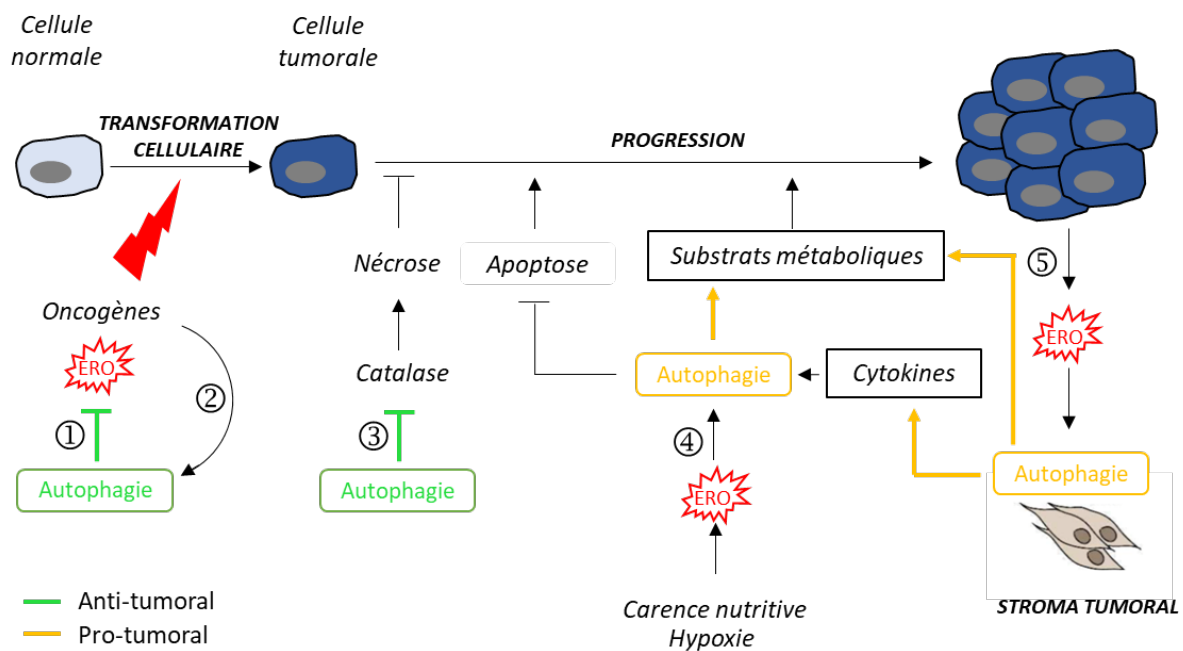 Cellule
normale
Cellule
tumorale
TRANSFORMATION
CELLULAIRE
PROGRESSION
Nécrose
Apoptose
Substrats métaboliques
⑤
Oncogènes
ERO
ERO
②
Catalase
Autophagie
Cytokines
①
③
④
Autophagie
Autophagie
Autophagie
ERO
Anti-tumoral
Pro-tumoral
Carence nutritive
Hypoxie
STROMA TUMORAL